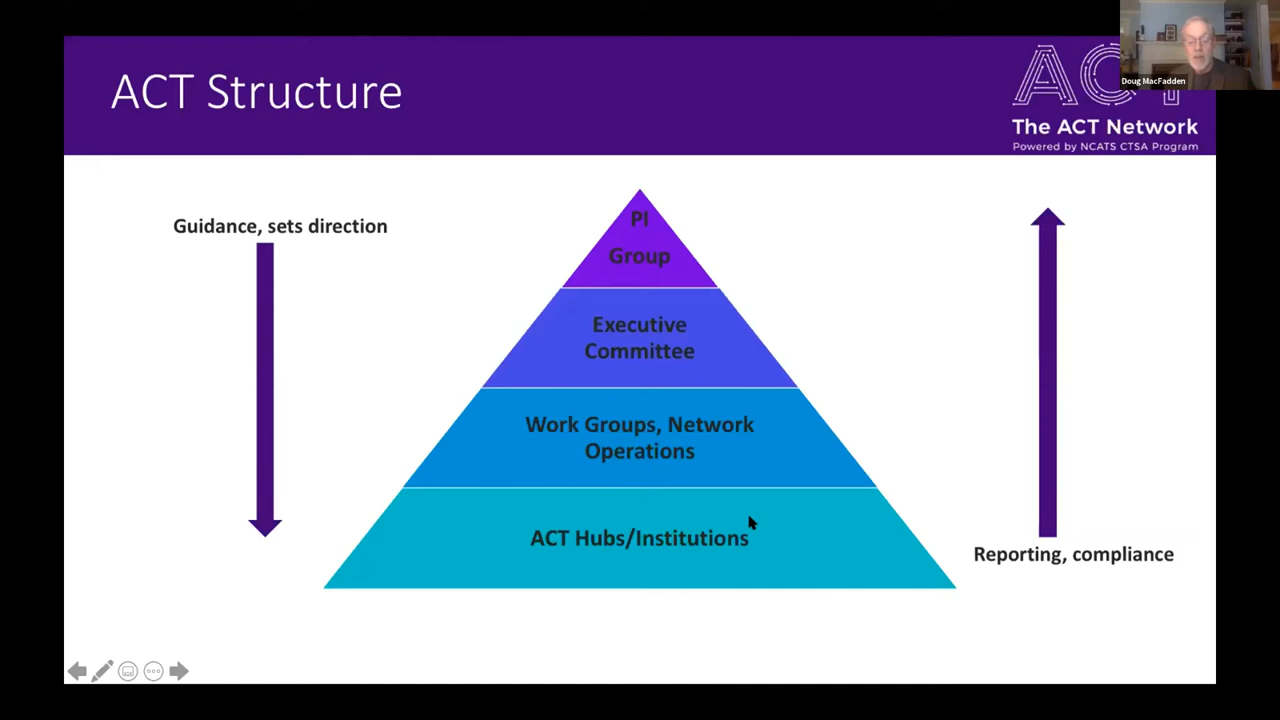 ACT Structure
Doug MacFadden
ACT
The ACT Network
Powered by NCATS CTSA Program
Guidance, sets direction
PI
Group
Executive
Committee
Work Groups, Network
Operations
ACT Hubs/Institutions
Reporting, compliance